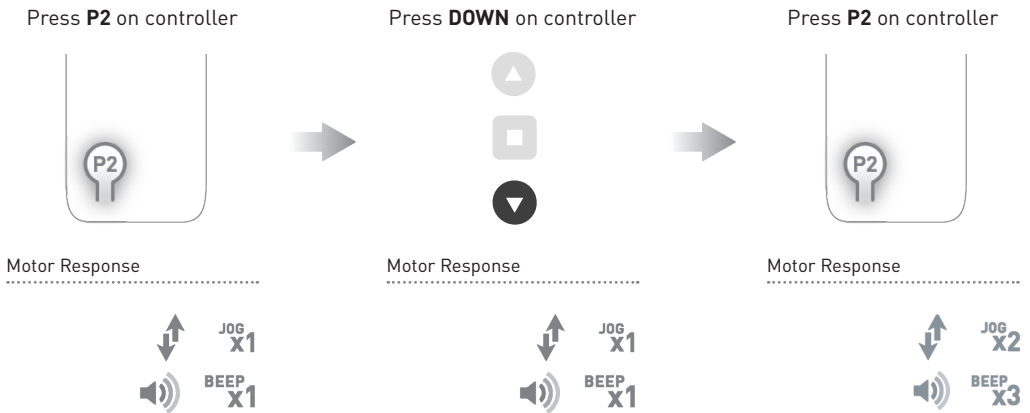 Press P2 on controller
P2
Motor Response
JOG
x1
BEEP
x1
Press DOWN on controller
Motor Response
JOG
x1
BEEP
x1
Press P2 on controller
P2
Motor Response
JOG
x2
BEEP
x3